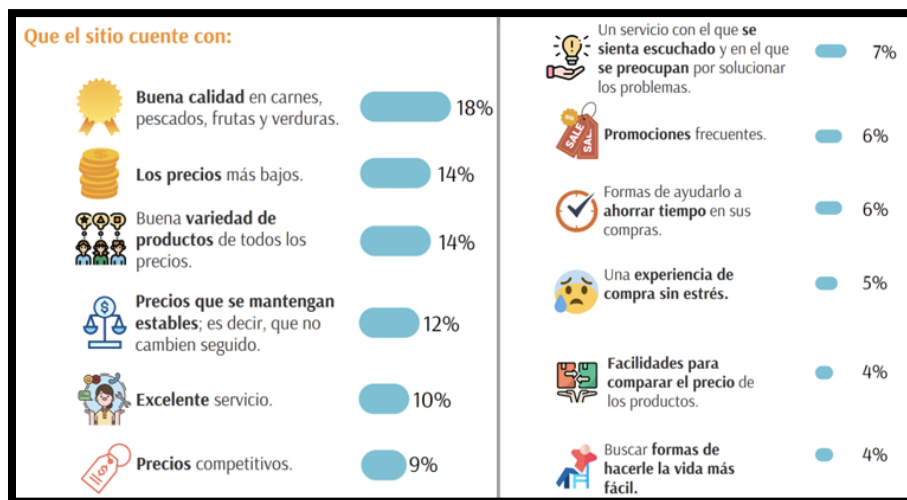 Que el sitio cuente con:
Buena calidad en carnes,
pescados, frutas y verduras.
18%
Los precios más bajos.
14%
Buena variedad de
productos de todos los
precios.
14%
Precios que se mantengan
estables; es decir, que no
cambien seguido.
12%
Excelente servicio.
10%
Precios competitivos.
9%
Un servicio con el que se
sienta escuchado y en el que
se preocupan por solucionar
los problemas.
7%
SALE
SALE
Promociones frecuentes.
6%
Formas de ayudarlo a
ahorrar tiempo en sus
compras.
6%
Una experiencia de
compra sin estrés.
5%
Facilidades para
comparar el precio de
los productos.
4%
Buscar formas de
hacerle la vida más
fácil.
4%